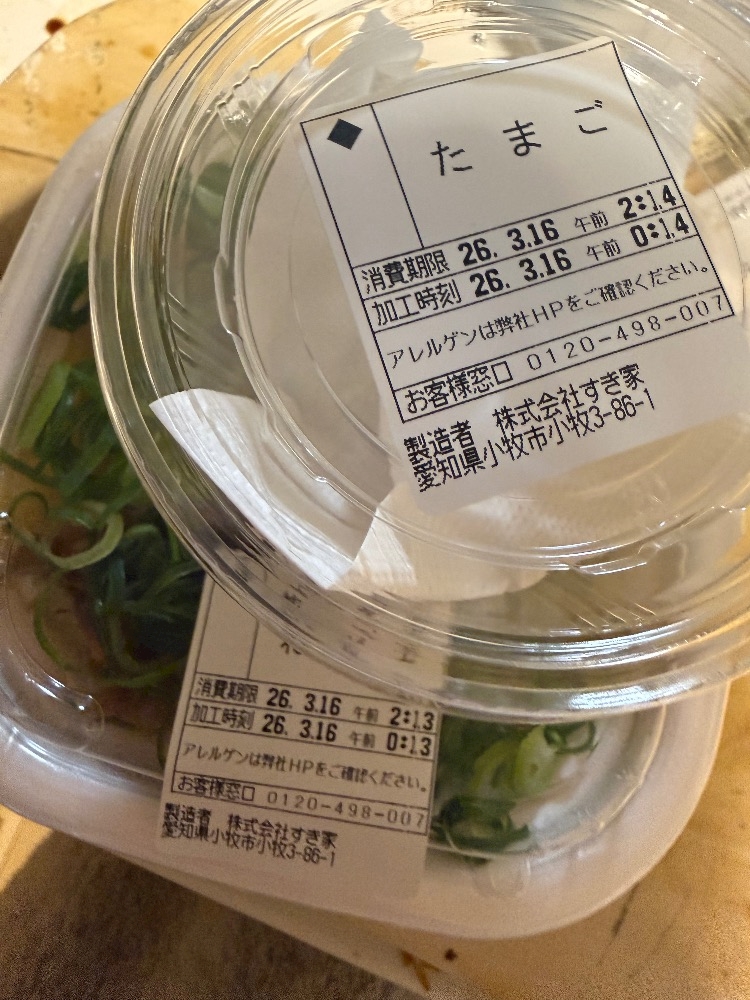 たまご
消費期限 26. 3.16 午前 2:14
加工時刻 26. 3.16 午前 0:14
アレルゲンは弊社HPをご確認ください。
お客様窓口 0120-498-007
製造者 株式会社すき家
愛知県小牧市小牧3-86-1
消費期限 26. 3.16 午前 2:13
加工時刻 26. 3.16 午前 0:13
アレルゲンは弊社HPをご確認ください。
お客様窓口 0120-498-007
製造者 株式会社すき家
愛知県小牧市小牧3-86-1